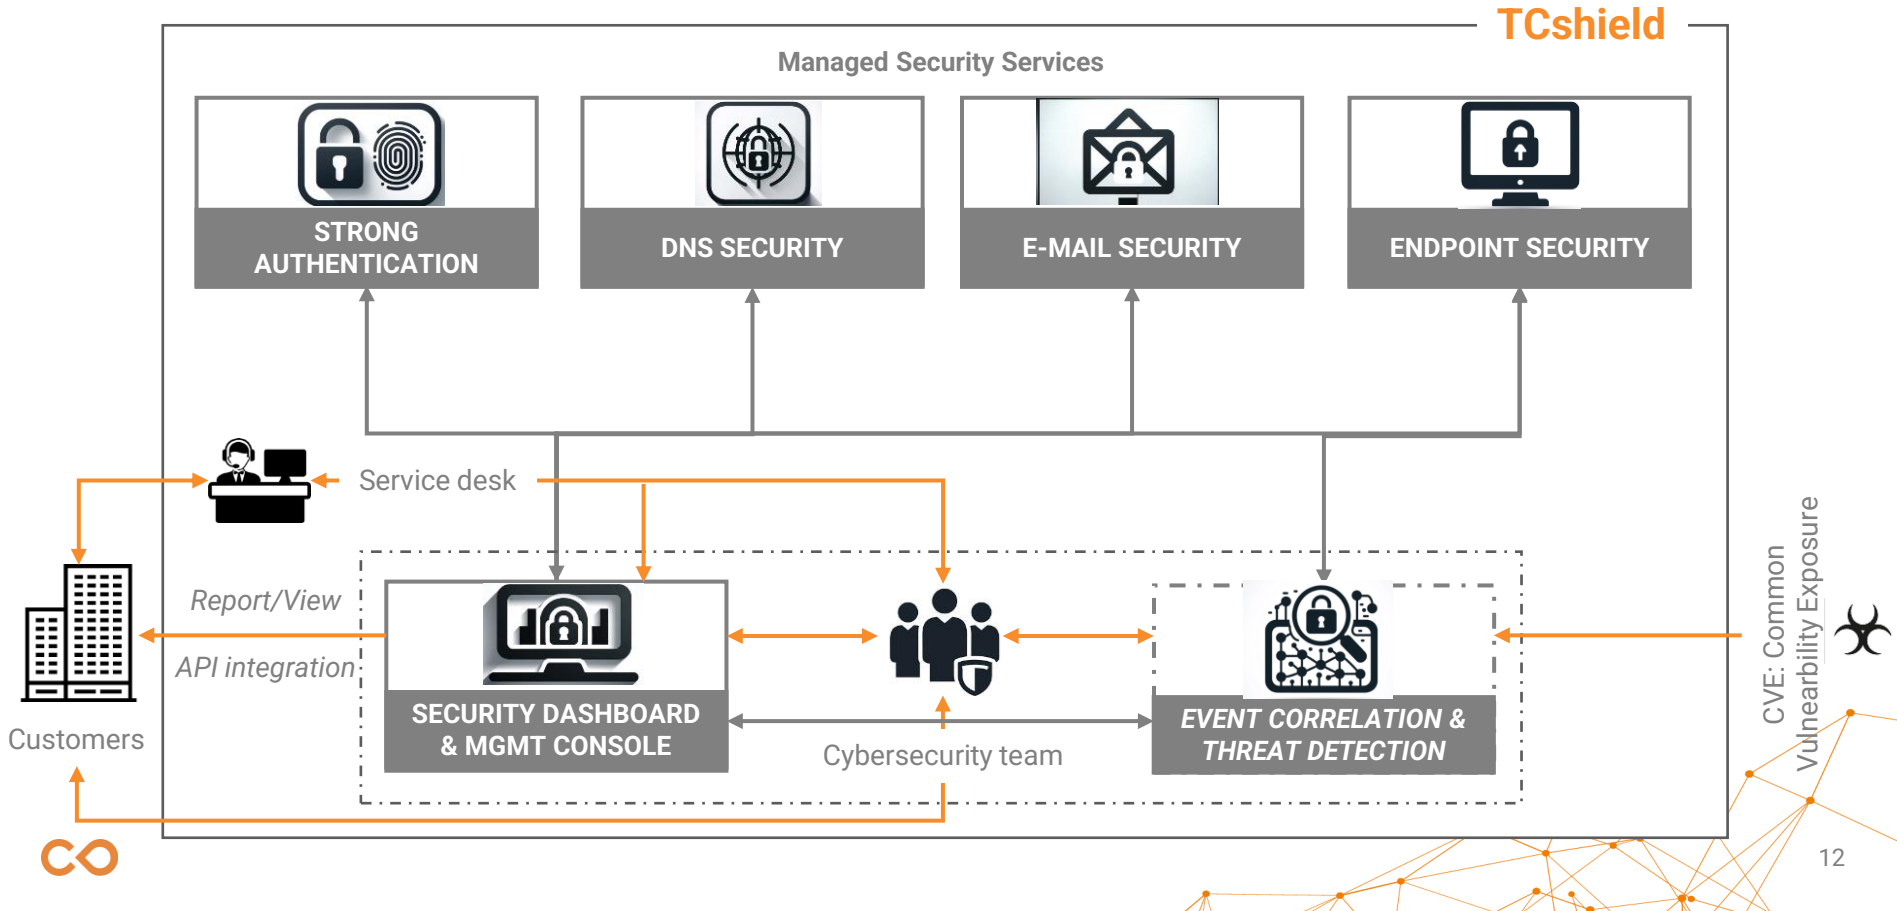 TCshield
Managed Security Services
STRONG
AUTHENTICATION
DNS SECURITY
E-MAIL SECURITY
ENDPOINT SECURITY
Service desk
Report/View
API integration
Customers
SECURITY DASHBOARD
& MGMT CONSOLE
Cybersecurity team
EVENT CORRELATION &
THREAT DETECTION
CVE: Common
Vulnearbility Exposure
12